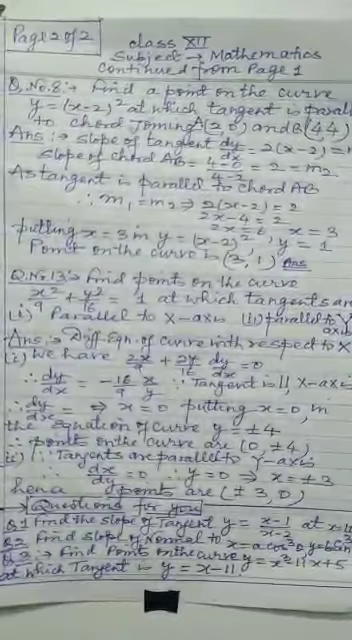 Page 2 of 2
class XII
Subject → Mathematics
Continued from Page 1
Q.No.8 :→ Find a point on the curve
y = (x-2)² at which tangent is parall
to chord Joining A(2,0) and B(4,4)
Ans :→ Slope of tangent dy/dx = 2(x-2) =
slope of chord AB = 4-0/4-2 = 2 = m₂
As tangent is parallel to chord AB
∴ m₁ = m₂ ⇒ 2(x-2) = 2
2x-4 = 2
2x = 6 x = 3
putting x = 3 in y = (x-2)², y = 1
Point on the curve is (3, 1) Ans
Q.No.13 :→ Find points on the curve
x²/9 + y²/16 = 1 at which tangents are
(i) Parallel to X-axis (ii) parallel to Y axis
Ans :→ Diff. Eqn. of curve with respect to X
(i) We have 2x/9 + 2y/16 dy/dx = 0
∴ dy/dx = -16/9 x/y ∵ Tangent is || X-axis
∴ dy/dx = ⇒ x = 0 putting x = 0, in
the equation of curve y = ±4
∴ points on the curve are (0, ±4)
ii) ∵ Tangents are parallel to Y-axis
∴ dx/dy = 0 ∴ y = 0 ⇒ x = ±3
hence points are (±3, 0)
→ Questions for you
Q.1 Find the slope of Tangent y = x-1/x-2 at x=10
Q.2 Find slope of Normal to x = a cos³θ, y = b sin³
Q.3 :→ Find Points on the curve y = x³-11x+5
at which Tangent is y = x-11